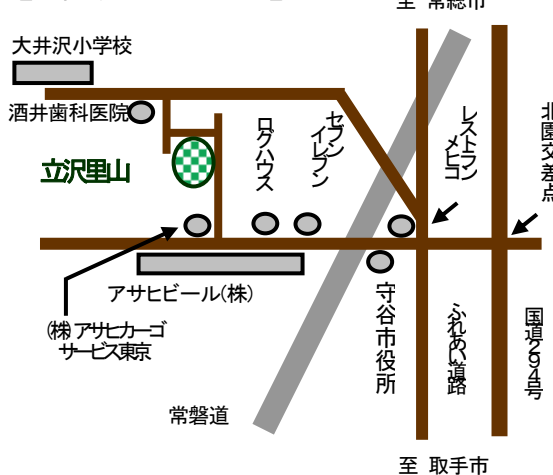 至 常総市
大井沢小学校
酒井歯科医院
立沢里山
ログハウス
セブン
イレブン
レストラン
メヒコ
北園交差点
アサヒビール(株)
(株)アサヒカーゴ
サービス東京
守谷市役所
ふれあい道路
国道294号
常磐道
至 取手市